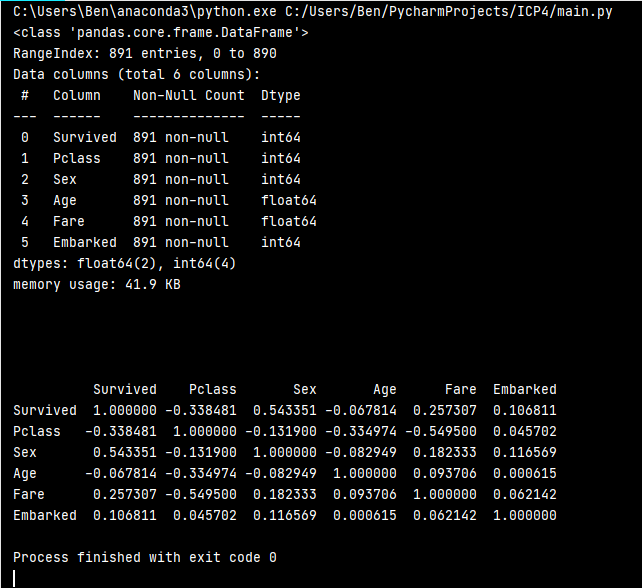 C:\Users\Ben\anaconda3\python.exe C:/Users/Ben/PycharmProjects/ICP4/main.py
<class 'pandas.core.frame.DataFrame'>
RangeIndex: 891 entries, 0 to 890
Data columns (total 6 columns):
 #   Column    Non-Null Count  Dtype
---  ------    --------------  -----
 0   Survived  891 non-null    int64
 1   Pclass    891 non-null    int64
 2   Sex       891 non-null    int64
 3   Age       891 non-null    float64
 4   Fare      891 non-null    float64
 5   Embarked  891 non-null    int64
dtypes: float64(2), int64(4)
memory usage: 41.9 KB
          Survived    Pclass       Sex       Age      Fare  Embarked
Survived  1.000000 -0.338481  0.543351 -0.067814  0.257307  0.106811
Pclass   -0.338481  1.000000 -0.131900 -0.334974 -0.549500  0.045702
Sex       0.543351 -0.131900  1.000000 -0.082949  0.182333  0.116569
Age      -0.067814 -0.334974 -0.082949  1.000000  0.093706  0.000615
Fare      0.257307 -0.549500  0.182333  0.093706  1.000000  0.062142
Embarked  0.106811  0.045702  0.116569  0.000615  0.062142  1.000000
Process finished with exit code 0